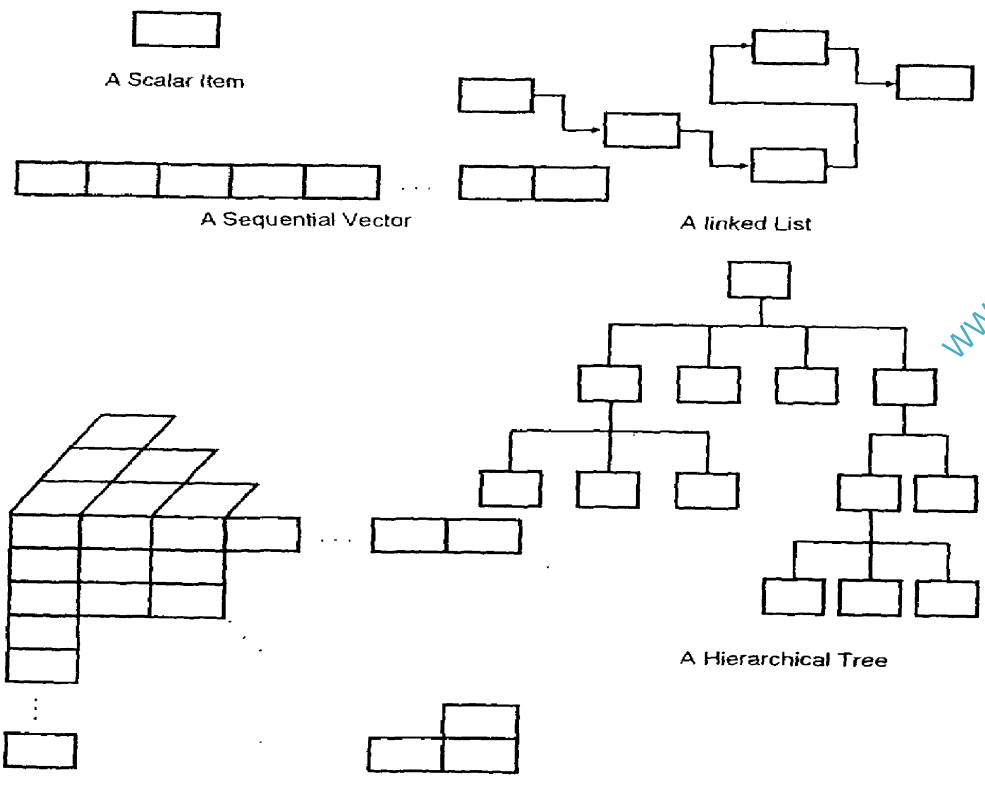 A Scalar Item
A Sequential Vector
A linked List
A Hierarchical Tree